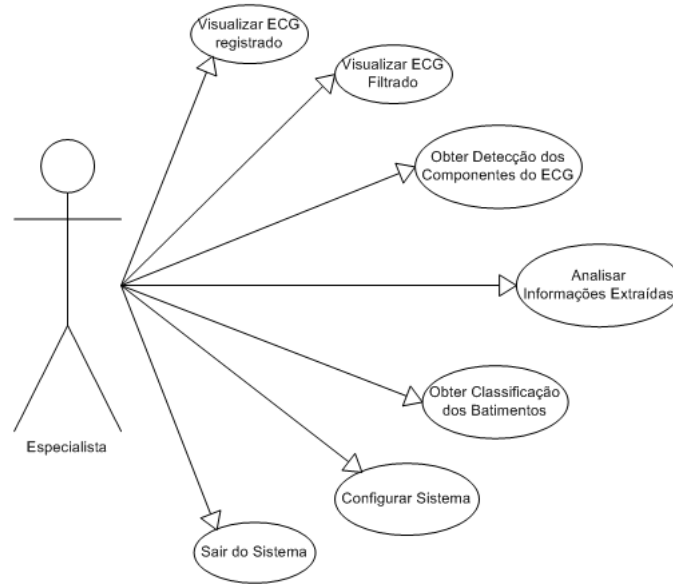 Visualizar ECG
registrado
Visualizar ECG
Filtrado
Obter Detecção dos
Componentes do ECG
Analisar
Informações Extraídas
Obter Classificação
dos Batimentos
Especialista
Configurar Sistema
Sair do Sistema